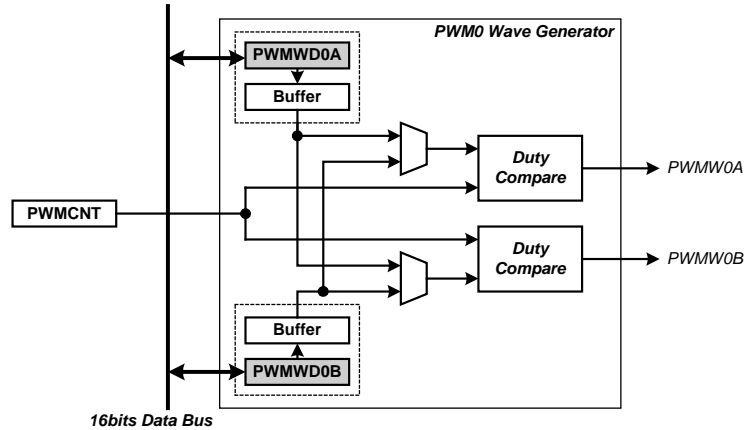 PWM0 Wave Generator
PWMWD0A
Buffer
Duty
Compare
PWMW0A
PWMCNT
Duty
Compare
PWMW0B
Buffer
PWMWD0B
16bits Data Bus